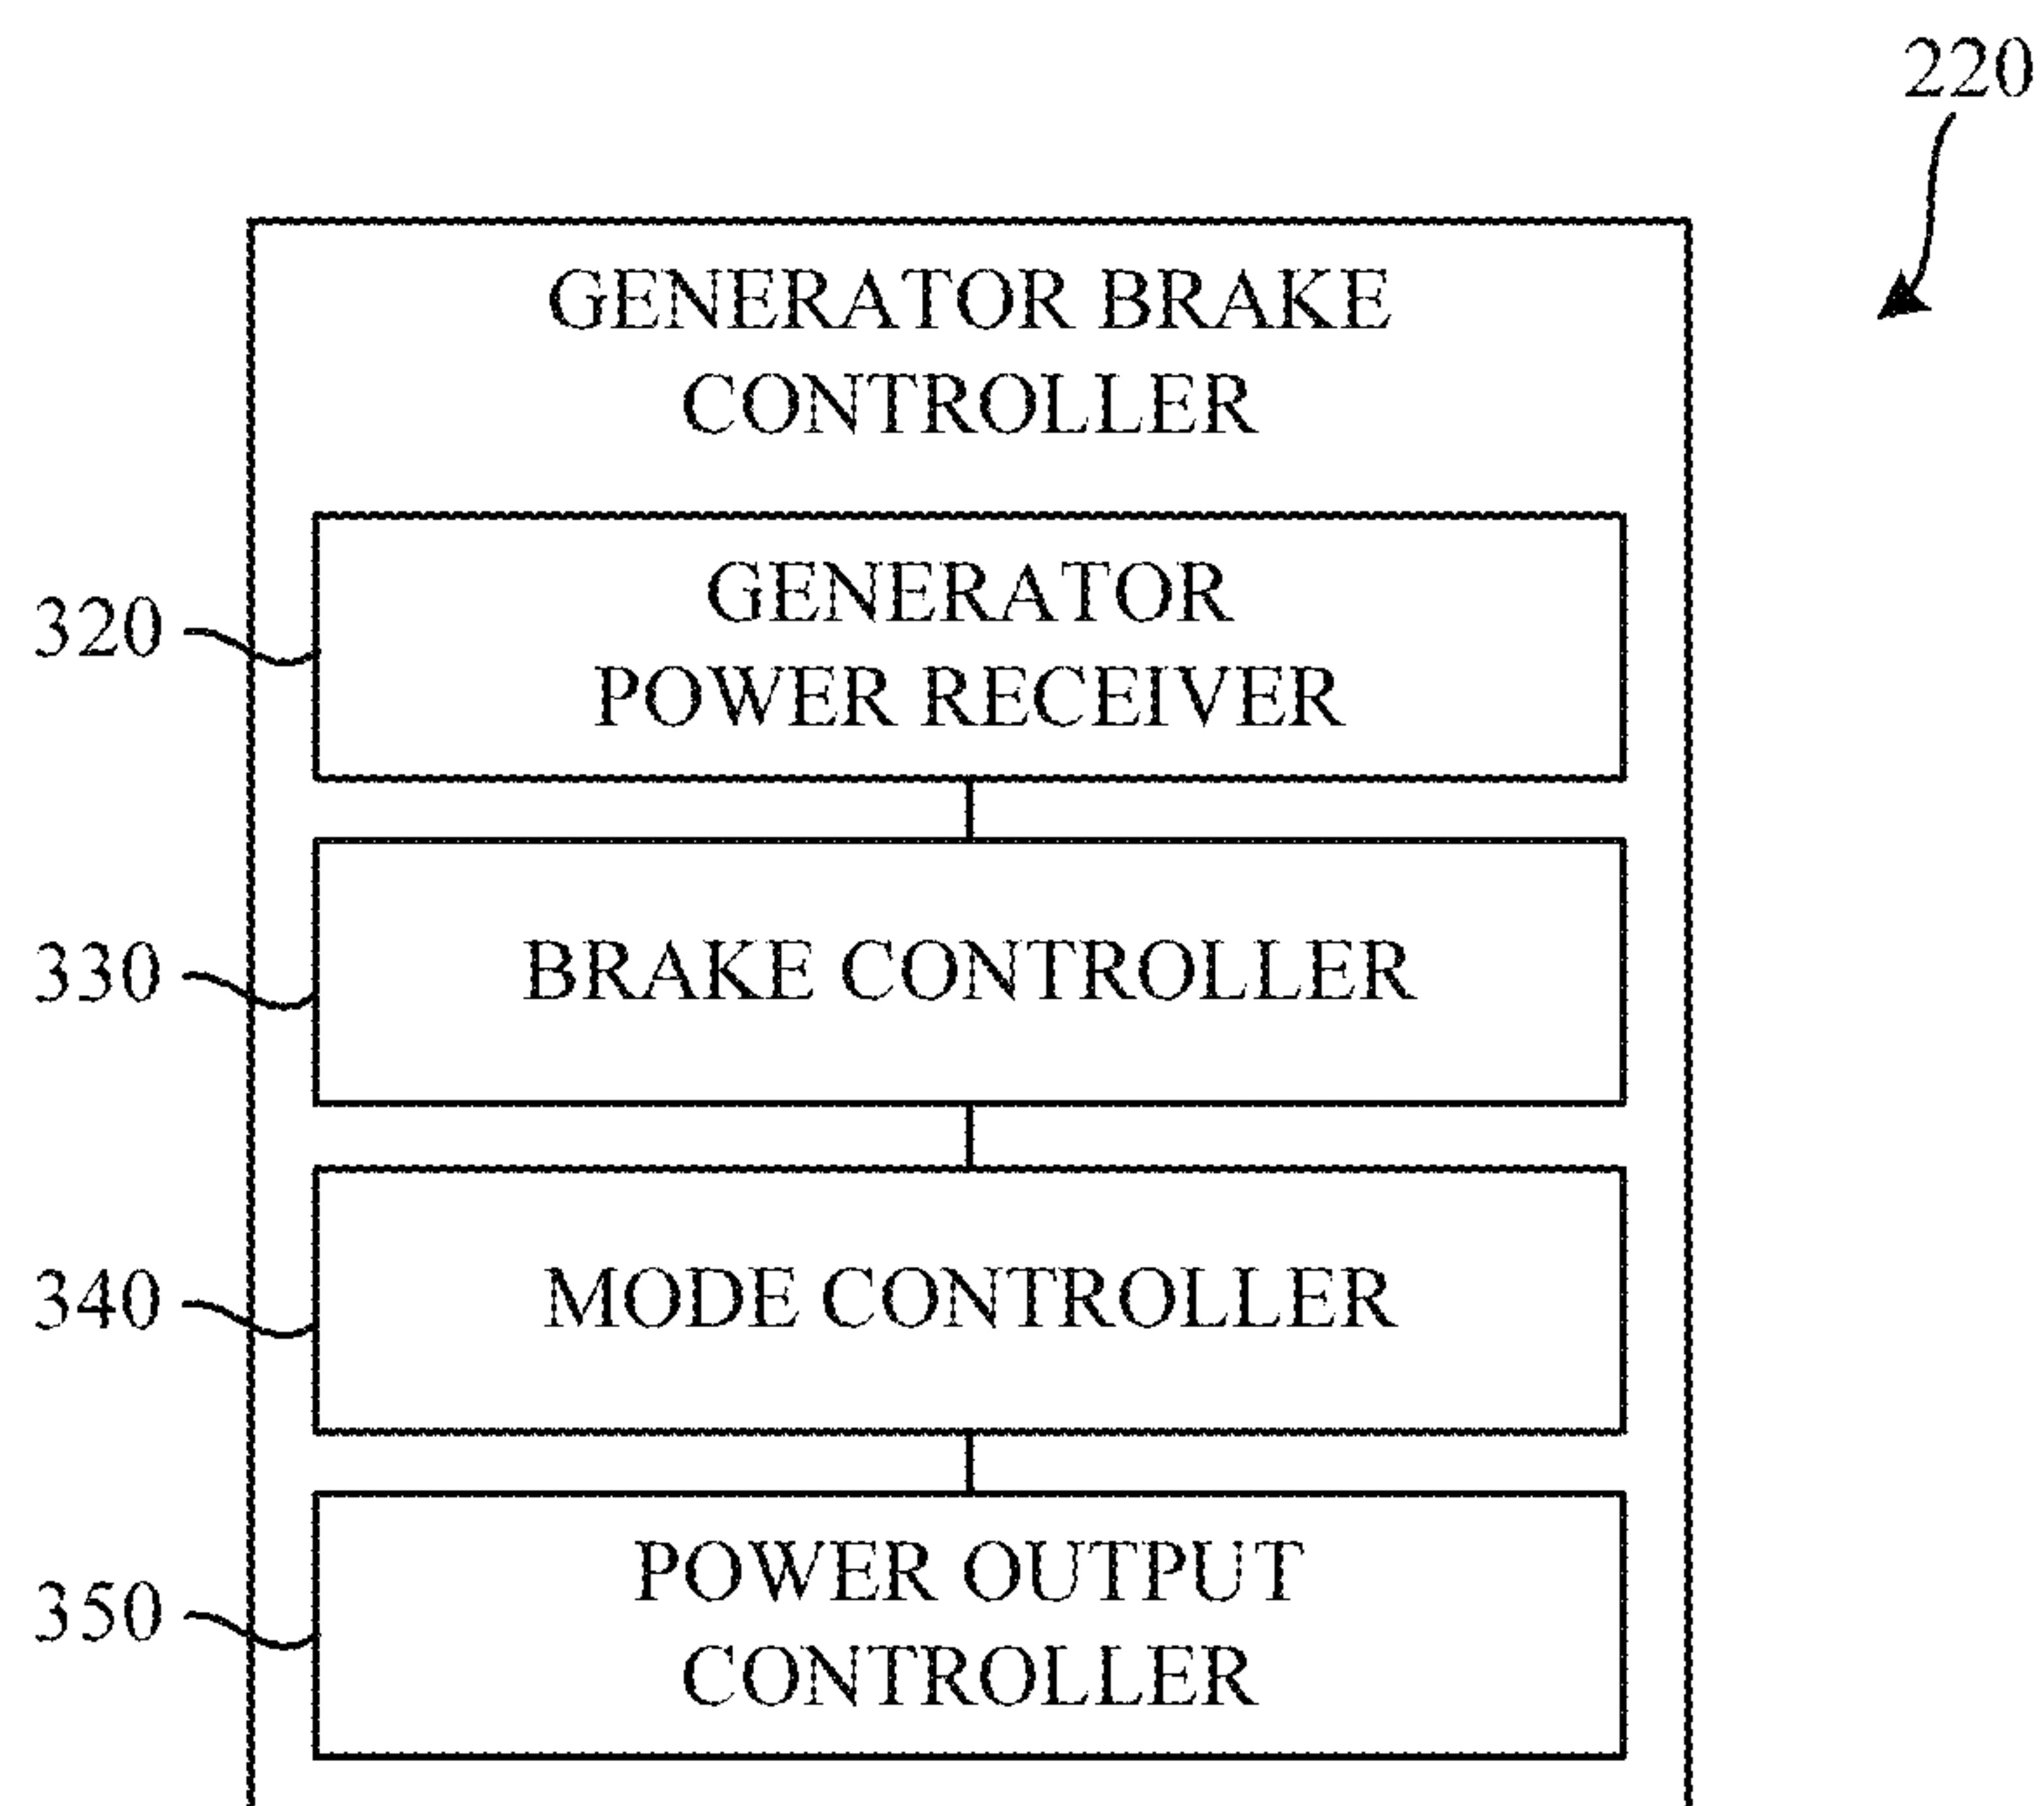 220
GENERATOR BRAKE
CONTROLLER
GENERATOR
POWER RECEIVER
320
BRAKE CONTROLLER
330
MODE CONTROLLER
340
POWER OUTPUT
CONTROLLER
350